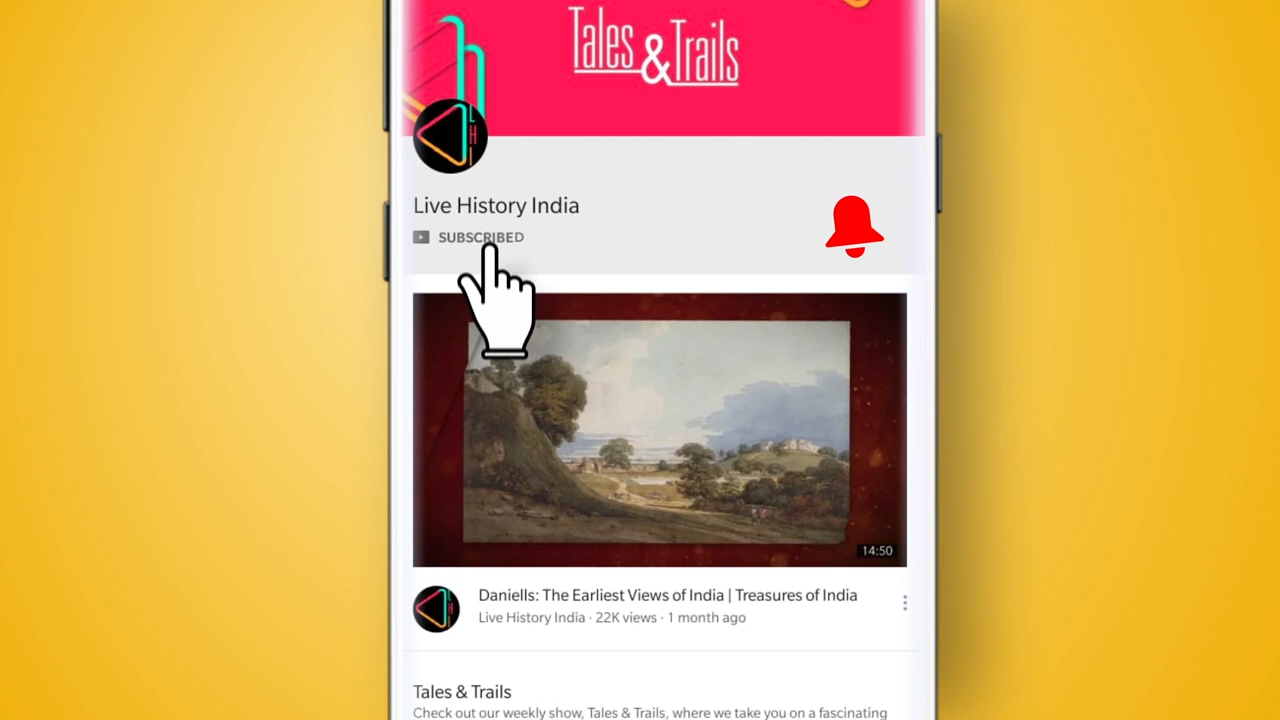 Tales & Trails
LHI
Live History India
SUBSCRIBED
14:50
Daniells: The Earliest Views of India | Treasures of India
LHI
Live History India · 22K views · 1 month ago
Tales & Trails
Check out our weekly show, Tales & Trails, where we take you on a fascinating